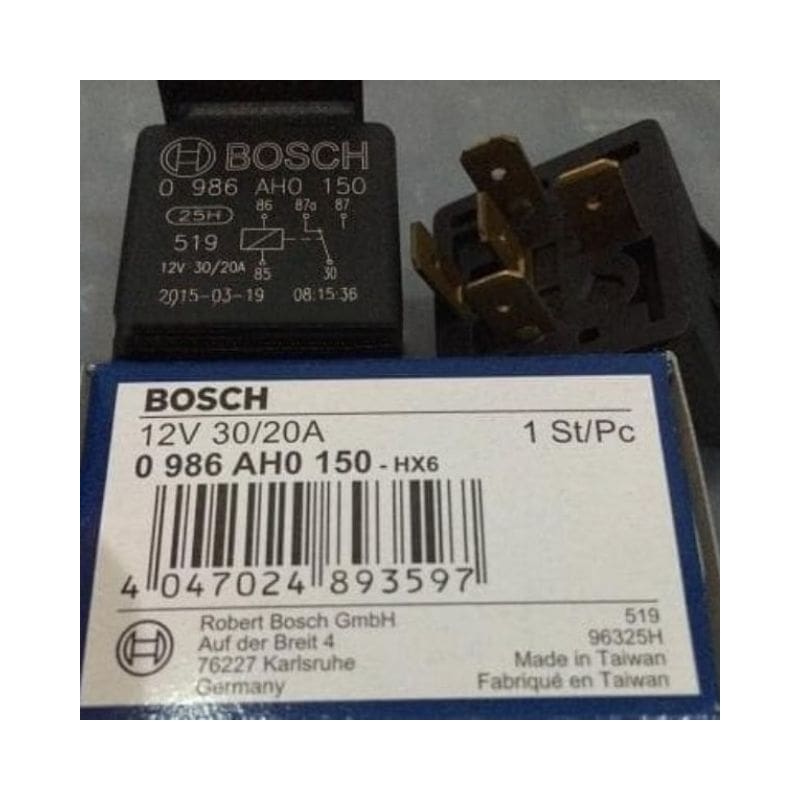 BOSCH
0 986 AH0 150
25H
86 87a 87
519
12V 30/20A 85 30
2015-03-19 08:15:36
BOSCH
12V 30/20A 1 St/Pc
0 986 AH0 150 - HX6
4 047024 893597
Robert Bosch GmbH 519
Auf der Breit 4 96325H
76227 Karlsruhe Made in Taiwan
Germany Fabriqué en Taiwan